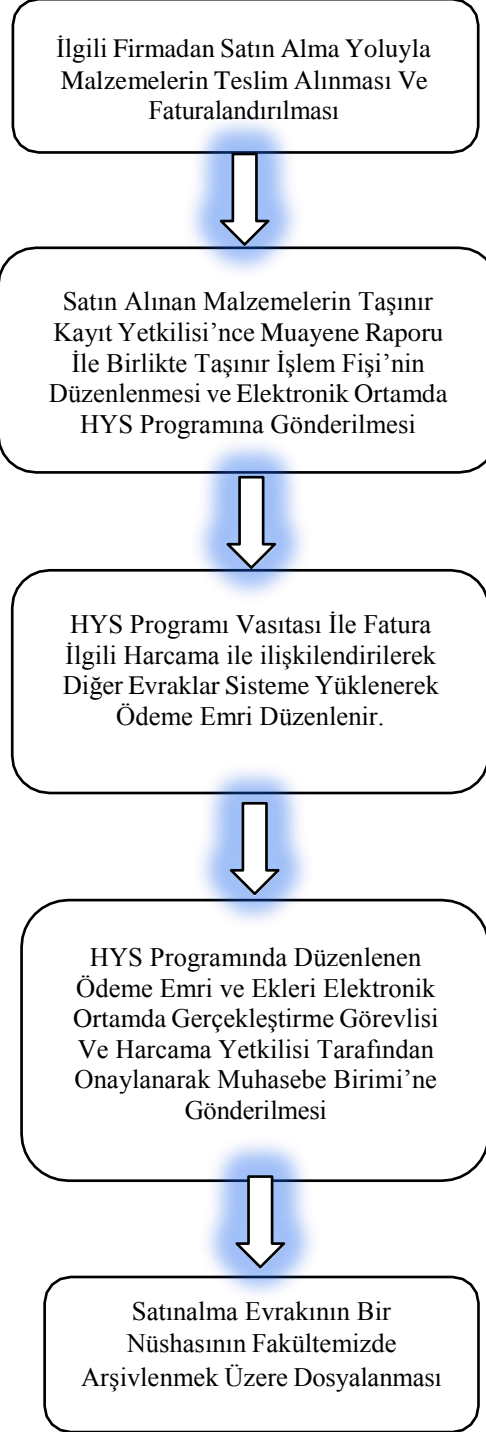 İlgili Firmadan Satın Alma Yoluyla
Malzemelerin Teslim Alınması Ve
Faturalandırılması
Satın Alınan Malzemelerin Taşınır
Kayıt Yetkilisi’nce Muayene Raporu
İle Birlikte Taşınır İşlem Fişi’nin
Düzenlenmesi ve Elektronik Ortamda
HYS Programına Gönderilmesi
HYS Programı Vasıtası İle Fatura
İlgili Harcama ile ilişkilendirilerek
Diğer Evraklar Sisteme Yüklenerek
Ödeme Emri Düzenlenir.
HYS Programında Düzenlenen
Ödeme Emri ve Ekleri Elektronik
Ortamda Gerçekleştirme Görevlisi
Ve Harcama Yetkilisi Tarafından
Onaylanarak Muhasebe Birimi’ne
Gönderilmesi
Satınalma Evrakının Bir
Nüshasının Fakültemizde
Arşivlenmek Üzere Dosyalanması